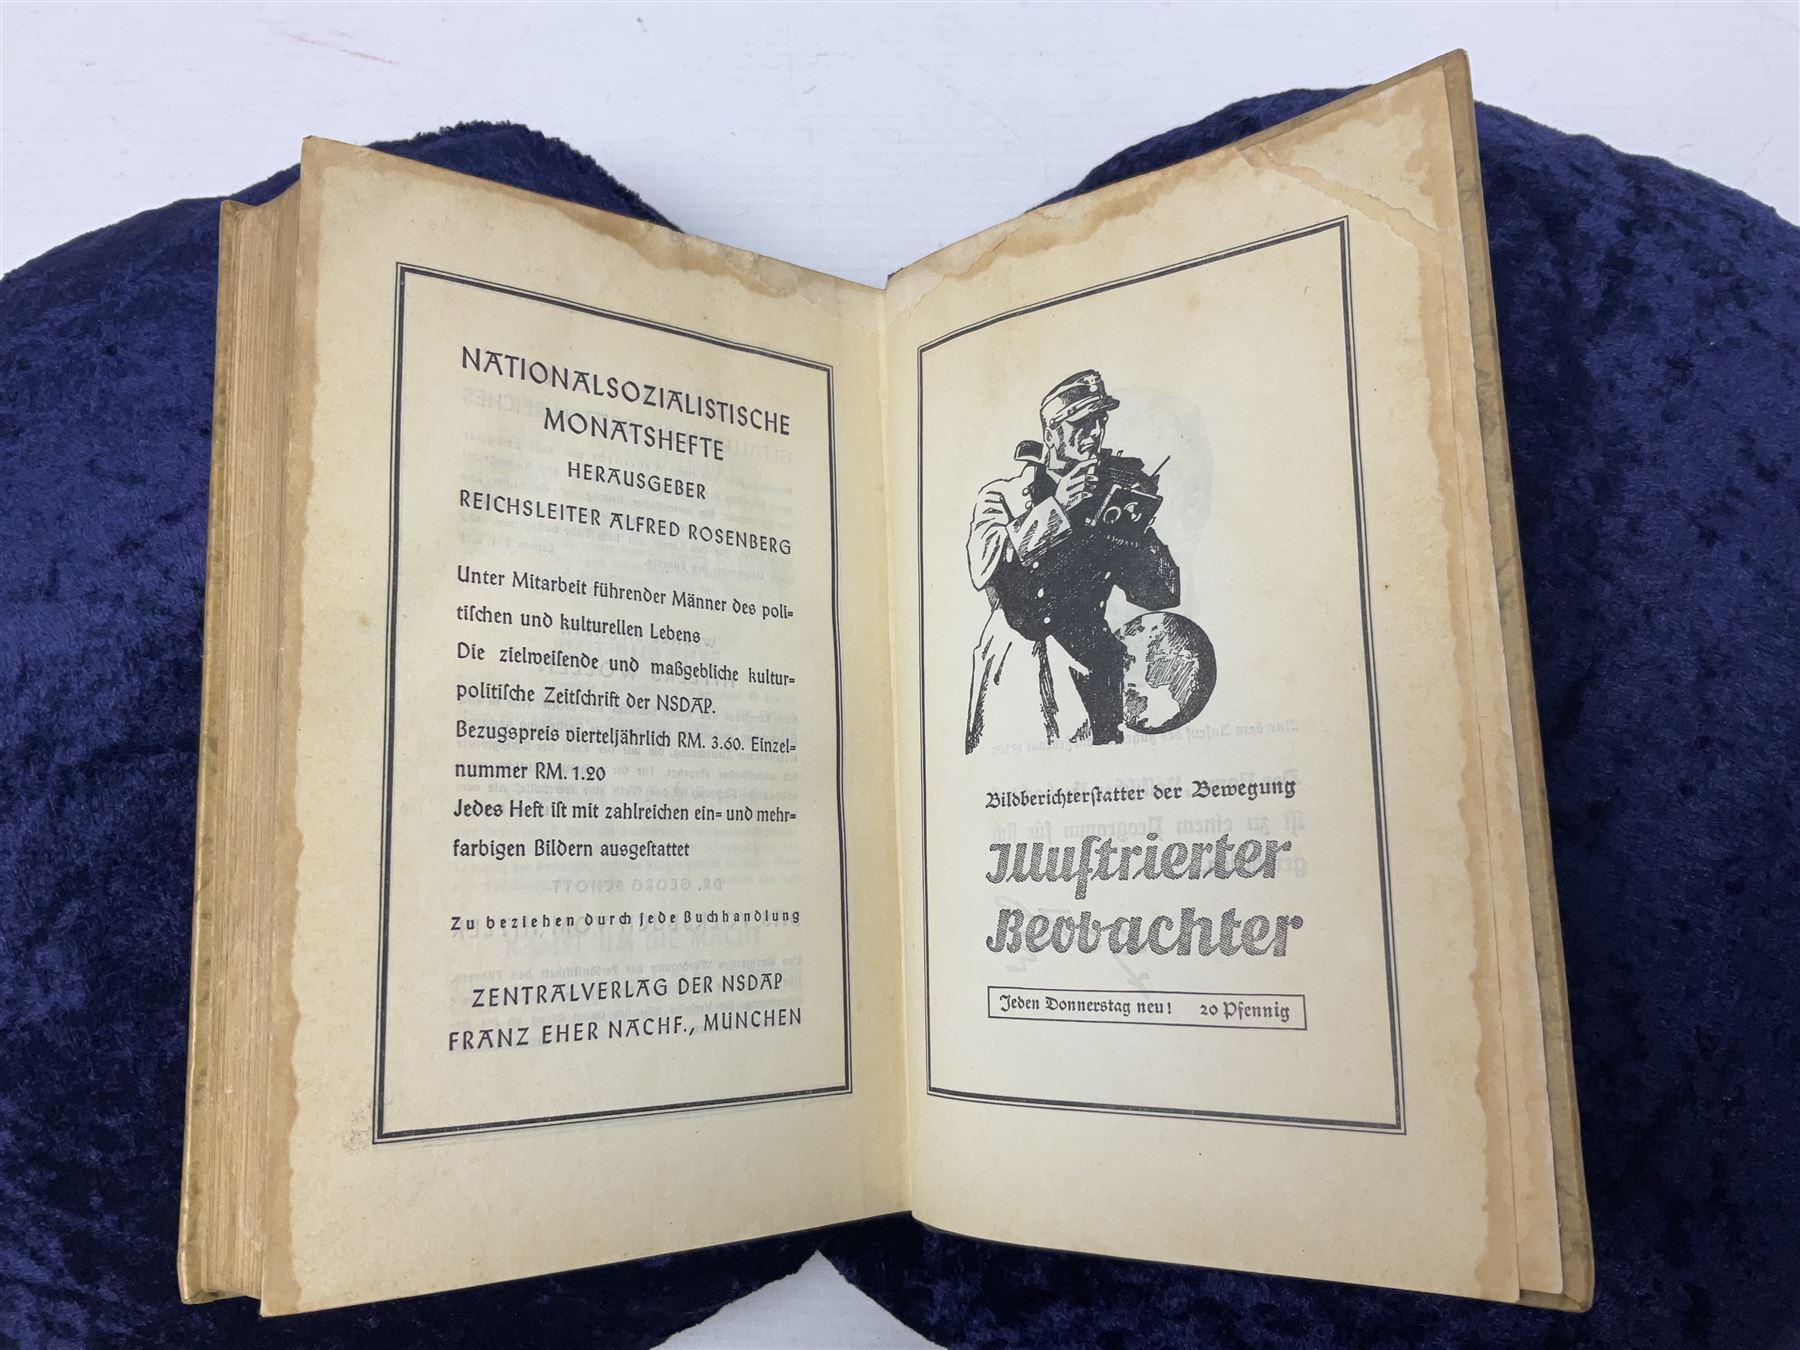 NATIONALSOZIALISTISCHE
MONATSHEFTE
HERAUSGEBER
REICHSLEITER ALFRED ROSENBERG
Unter Mitarbeit führender Männer des poli=
tiſchen und kulturellen Lebens
Die zielweiſende und maßgebliche kultur=
politiſche Zeitſchrift der NSDAP.
Bezugspreis vierteljährlich RM. 3.60. Einzel=
nummer RM. 1.20
Jedes Heft iſt mit zahlreichen ein= und mehr=
farbigen Bildern ausgeſtattet
Zu beziehen durch jede Buchhandlung
ZENTRALVERLAG DER NSDAP
FRANZ EHER NACHF., MÜNCHEN
Bildberichterſtatter der Bewegung
Illuſtrierter
Beobachter
Jeden Donnerstag neu! 20 Pfennig